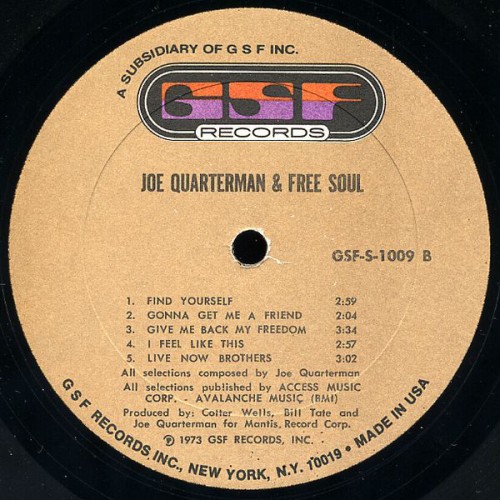 A SUBSIDIARY OF G S F INC.
GSF
RECORDS
JOE QUARTERMAN & FREE SOUL
GSF-S-1009 B
1. FIND YOURSELF 2:59
2. GONNA GET ME A FRIEND 2:04
3. GIVE ME BACK MY FREEDOM 3:34
4. I FEEL LIKE THIS 2:57
5. LIVE NOW BROTHERS 3:02
All selections composed by Joe Quarterman
All selections published by ACCESS MUSIC
CORP. - AVALANCHE MUSIC (BMI)
Produced by: Colter Wells, Bill Tate and
Joe Quarterman for Mantis, Record Corp.
℗ 1973 GSF RECORDS, INC.
G S F RECORDS, INC., NEW YORK, N.Y. 10019 • MADE IN USA